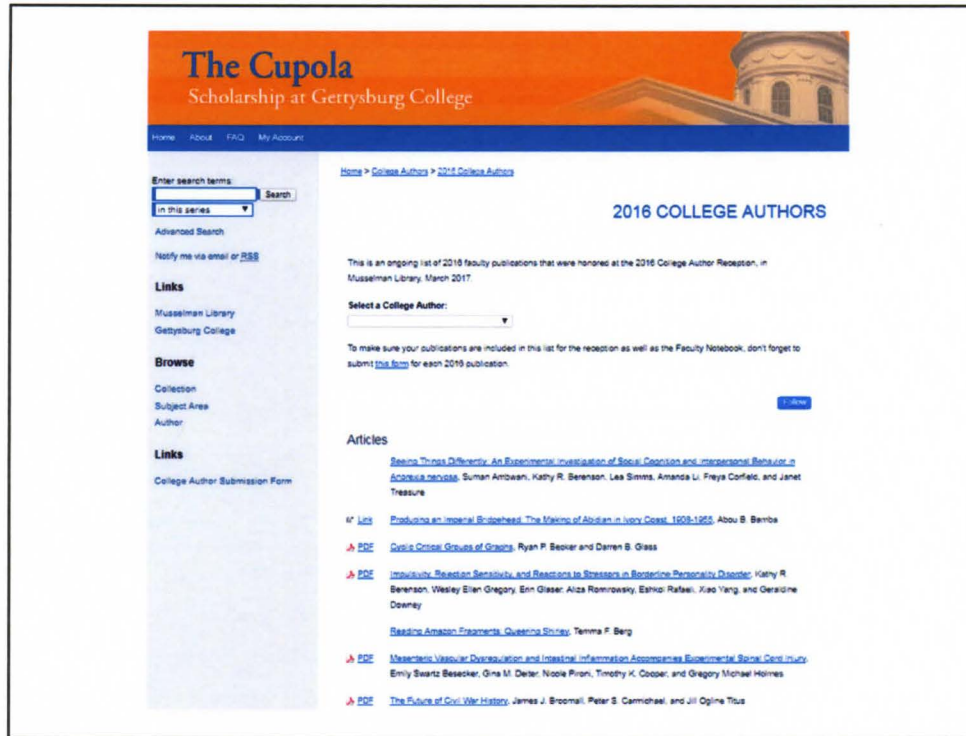 The Cupola
Scholarship at Gettysburg College
Home About FAQ My Account
Enter search terms:
Search
in this series
Advanced Search
Notify me via email or RSS
Links
Musselman Library
Gettysburg College
Browse
Collection
Subject Area
Author
Links
College Author Submission Form
Home > College Authors > 2016 College Authors
2016 COLLEGE AUTHORS
This is an ongoing list of 2016 faculty publications that were honored at the 2016 College Author Reception, in
Musselman Library, March 2017.
Select a College Author:
To make sure your publications are included in this list for the reception as well as the Faculty Notebook, don't forget to
submit this form for each 2016 publication.
Follow
Articles
Seeing Things Differently: An Experimental Investigation of Social Cognition and Interpersonal Behavior in
Anorexia nervosa, Suman Ambwani, Kathy R. Berenson, Lea Simms, Amanda Li, Freya Corfield, and Janet
Treasure
Link Producing an Imperial Bridgehead: The Making of Abidjan in Ivory Coast, 1908-1955, Abou B. Bamba
PDF Cyclic Critical Groups of Graphs, Ryan P. Becker and Darren B. Glass
PDF Impulsivity, Rejection Sensitivity, and Reactions to Stressors in Borderline Personality Disorder, Kathy R.
Berenson, Wesley Ellen Gregory, Erin Glaser, Aliza Romirowsky, Eshkol Rafaeli, Xiao Yang, and Geraldine
Downey
Reading Amazon Fragments: Queering Shirley, Temma F. Berg
PDF Mesenteric Vascular Dysregulation and Intestinal Inflammation Accompanies Experimental Spinal Cord Injury,
Emily Swartz Besecker, Gina M. Deiter, Nicole Pironi, Timothy K. Cooper, and Gregory Michael Holmes
PDF The Future of Civil War History, James J. Broomall, Peter S. Carmichael, and Jill Ogline Titus